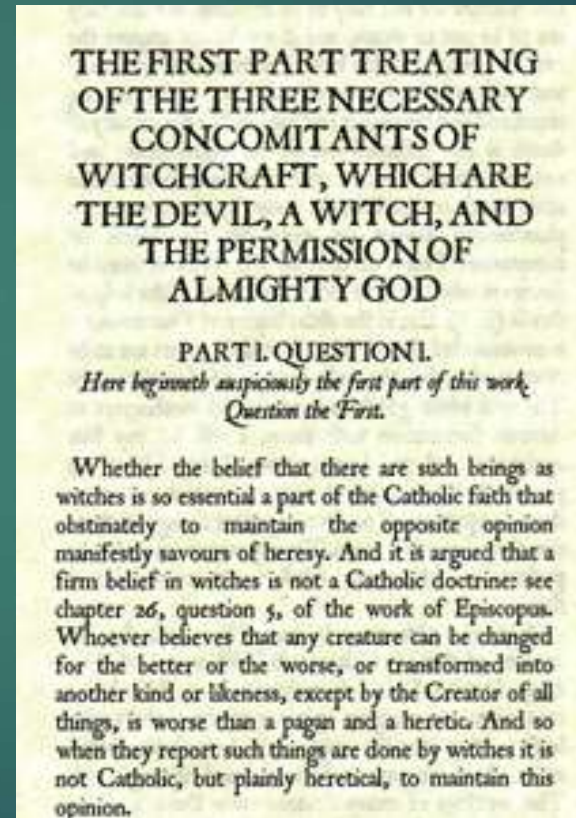 THE FIRST PART TREATING
OF THE THREE NECESSARY
CONCOMITANTS OF
WITCHCRAFT, WHICH ARE
THE DEVIL, A WITCH, AND
THE PERMISSION OF
ALMIGHTY GOD
PART I. QUESTION I.
Here beginneth auspiciously the first part of this work.
Question the First.
Whether the belief that there are such beings as
witches is so essential a part of the Catholic faith that
obstinately to maintain the opposite opinion
manifestly savours of heresy. And it is argued that a
firm belief in witches is not a Catholic doctrine: see
chapter 26, question 5, of the work of Episcopus.
Whoever believes that any creature can be changed
for the better or the worse, or transformed into
another kind or likeness, except by the Creator of all
things, is worse than a pagan and a heretic. And so
when they report such things are done by witches it is
not Catholic, but plainly heretical, to maintain this
opinion.